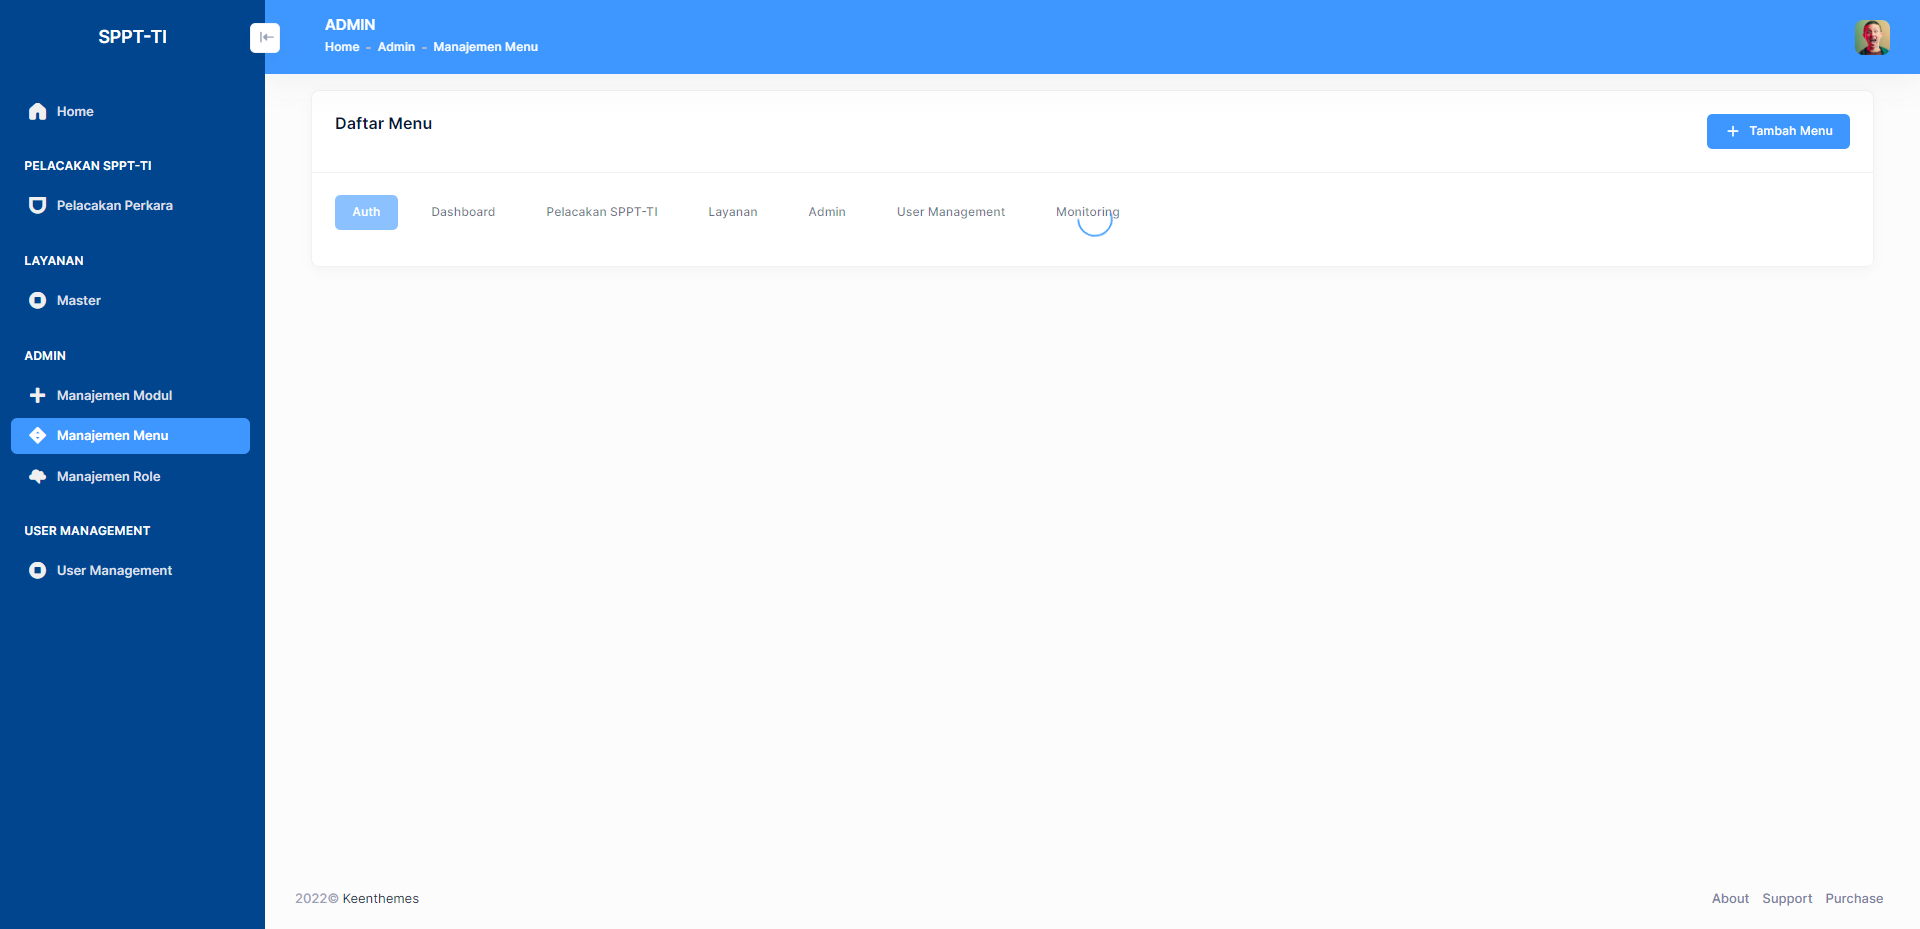 SPPT-TI
Home
PELACAKAN SPPT-TI
Pelacakan Perkara
LAYANAN
Master
ADMIN
Manajemen Modul
Manajemen Menu
Manajemen Role
USER MANAGEMENT
User Management
ADMIN
Home - Admin - Manajemen Menu
Daftar Menu
Tambah Menu
Auth Dashboard Pelacakan SPPT-TI Layanan Admin User Management Monitoring
2022© Keenthemes
About Support Purchase